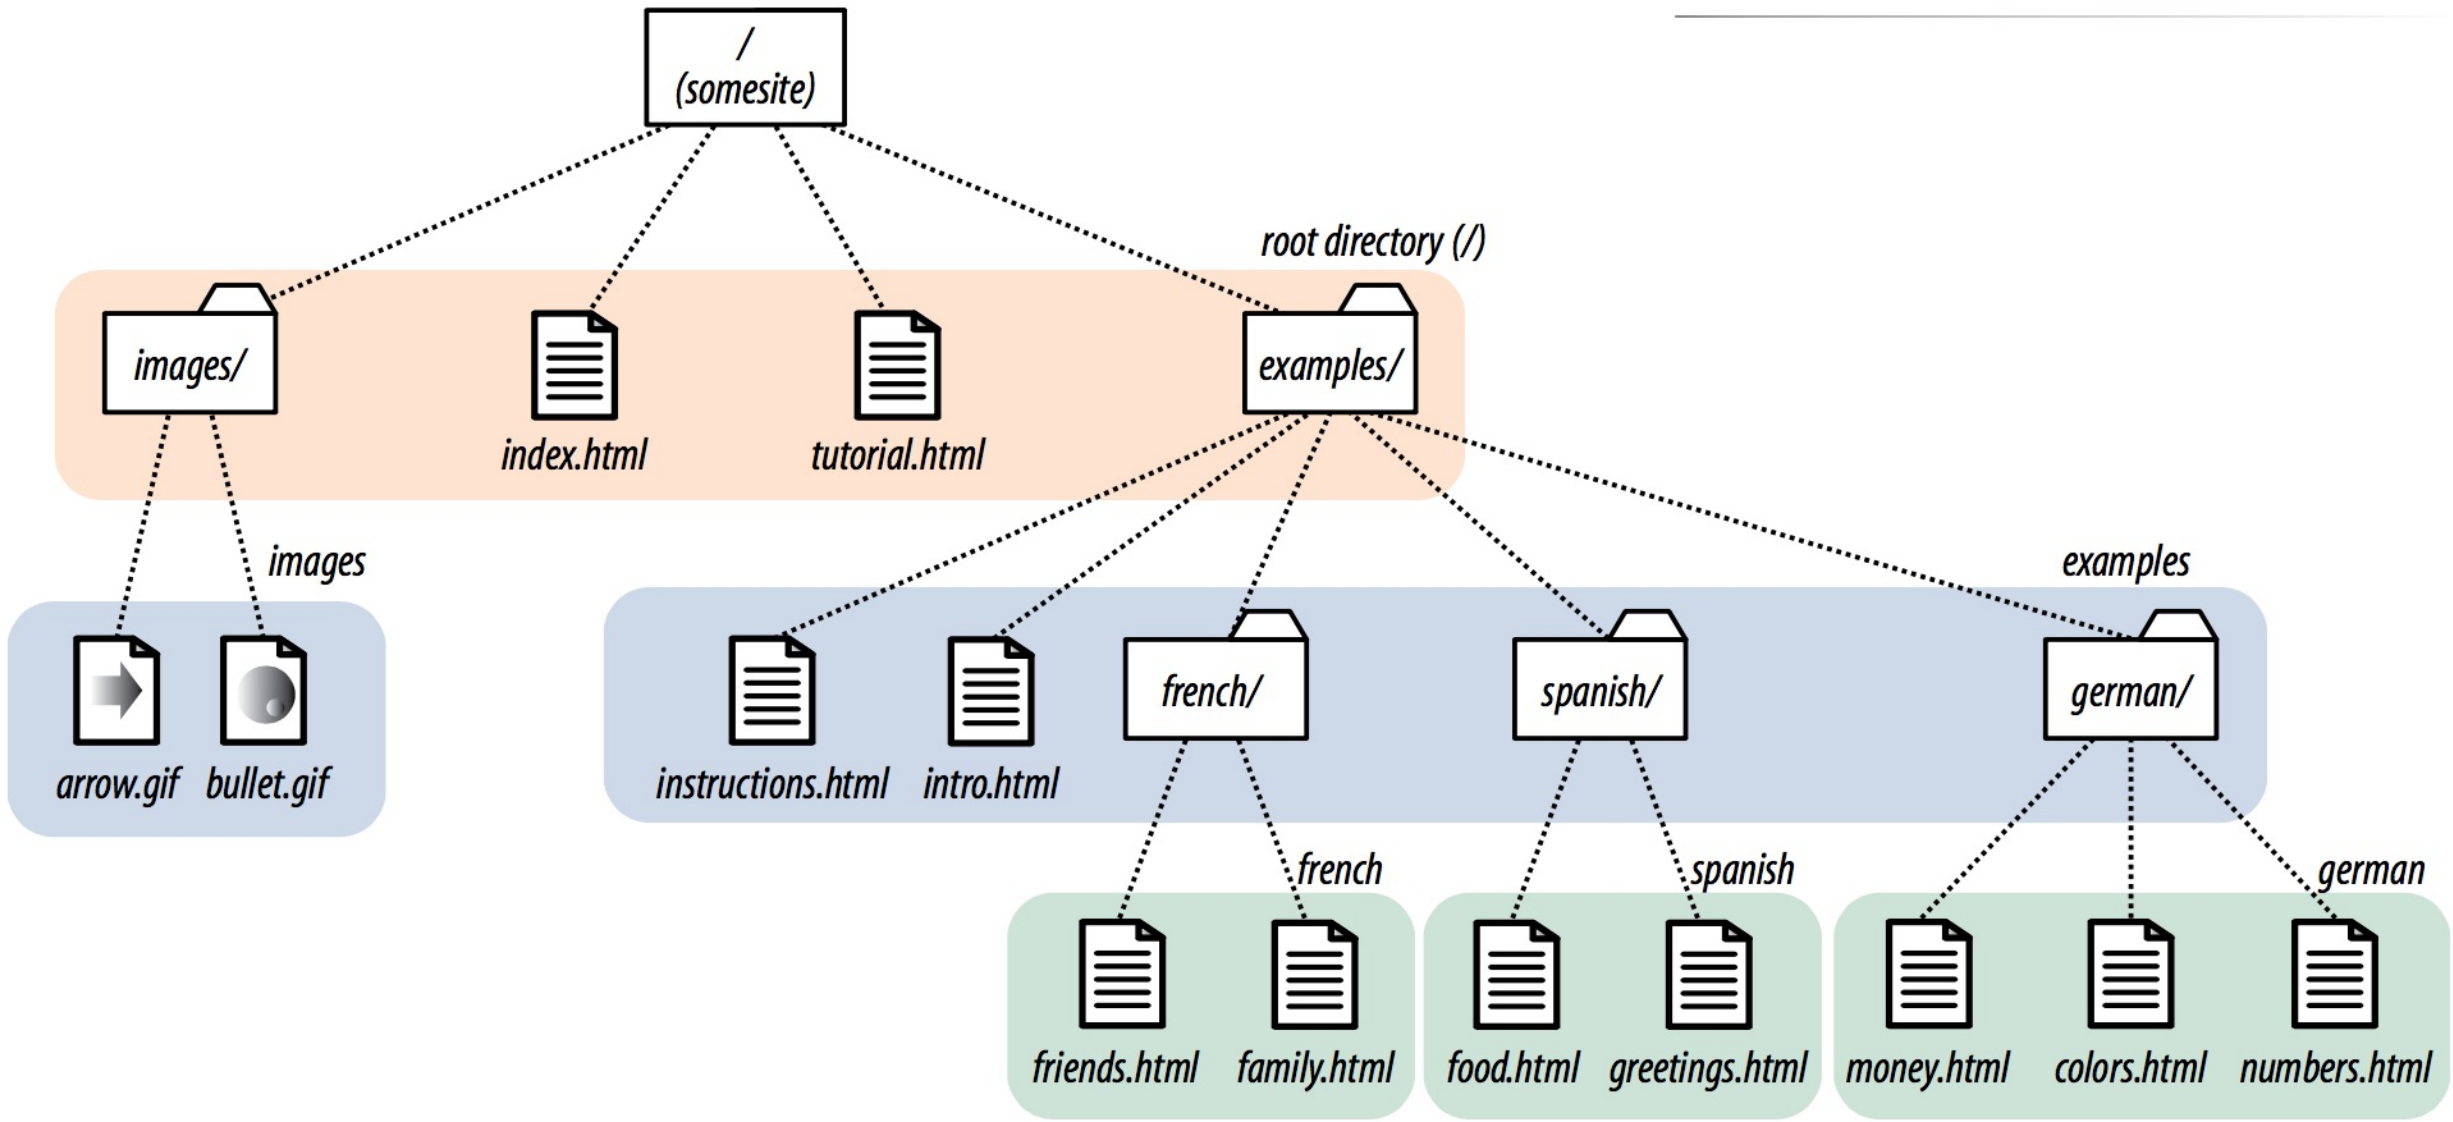 /
(somesite)
root directory (/)
images/
examples/
index.html
tutorial.html
images
examples
french/
spanish/
german/
arrow.gif
bullet.gif
instructions.html
intro.html
french
spanish
german
friends.html
family.html
food.html
greetings.html
money.html
colors.html
numbers.html